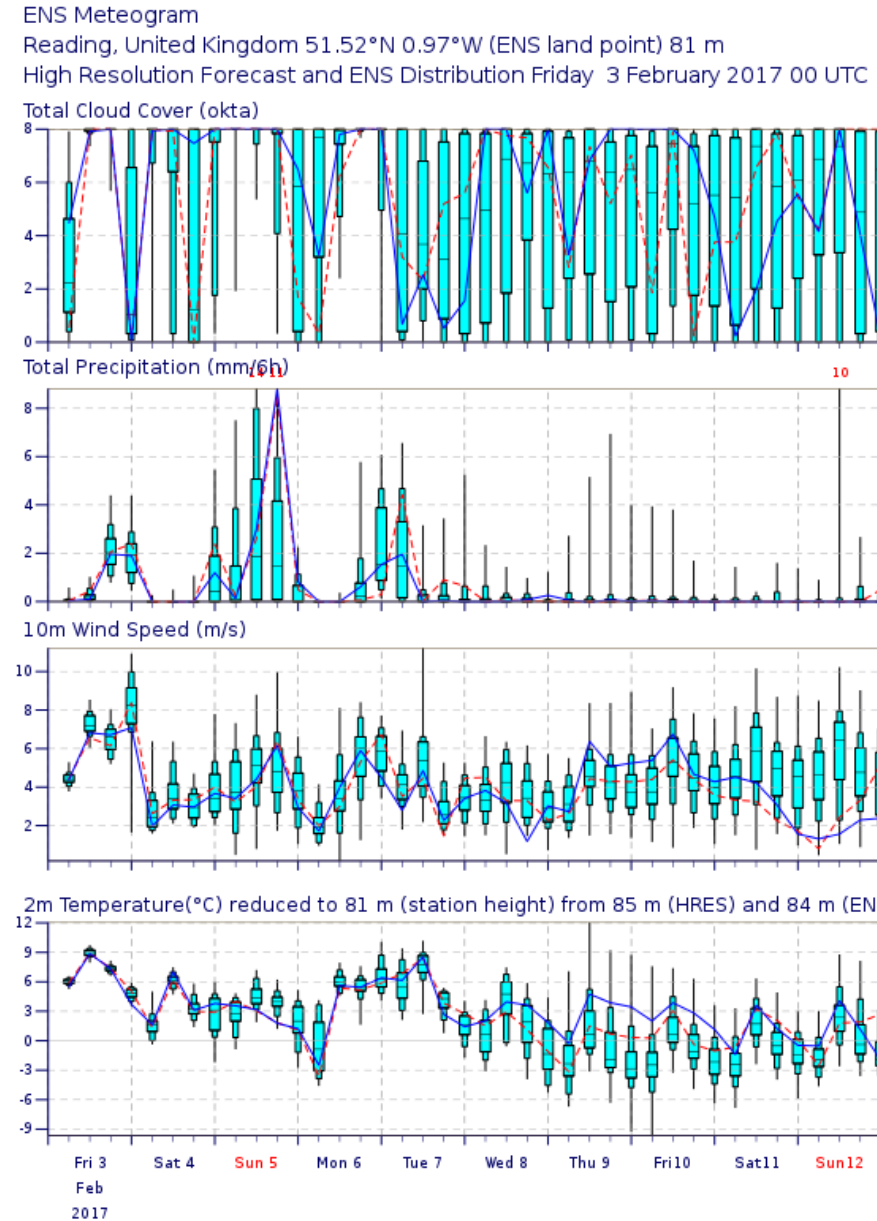 ENS Meteogram
Reading, United Kingdom 51.52°N 0.97°W (ENS land point) 81 m
High Resolution Forecast and ENS Distribution Friday 3 February 2017 00 UTC
Total Cloud Cover (okta)
8
6
4
2
0
Total Precipitation (mm/6h)
14 11
10
8
6
4
2
0
10m Wind Speed (m/s)
10
8
6
4
2
2m Temperature(°C) reduced to 81 m (station height) from 85 m (HRES) and 84 m (EN
12
9
6
3
0
-3
-6
-9
Fri 3 Sat 4 Sun 5 Mon 6 Tue 7 Wed 8 Thu 9 Fri10 Sat11 Sun12
Feb
2017